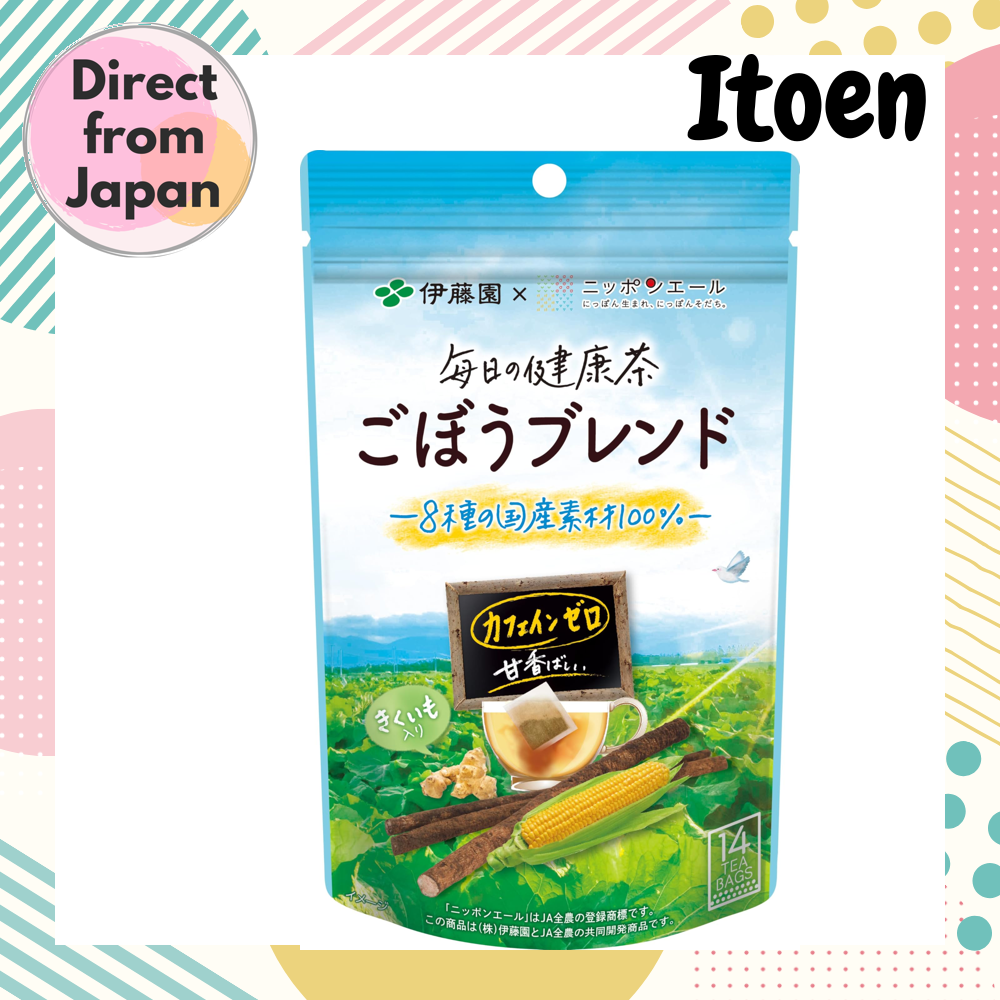 Direct
from
Japan
Itoen
伊藤園 × ニッポンエール
にっぽん生まれ、にっぽんそだち。
毎日の健康茶
ごぼうブレンド
8種の国産素材100%
カフェインゼロ
甘香ばしい
きくいも
入り
14
TEA
BAGS
イメージ
「ニッポンエール」はJA全農の登録商標です。
この商品は(株)伊藤園とJA全農の共同開発商品です。